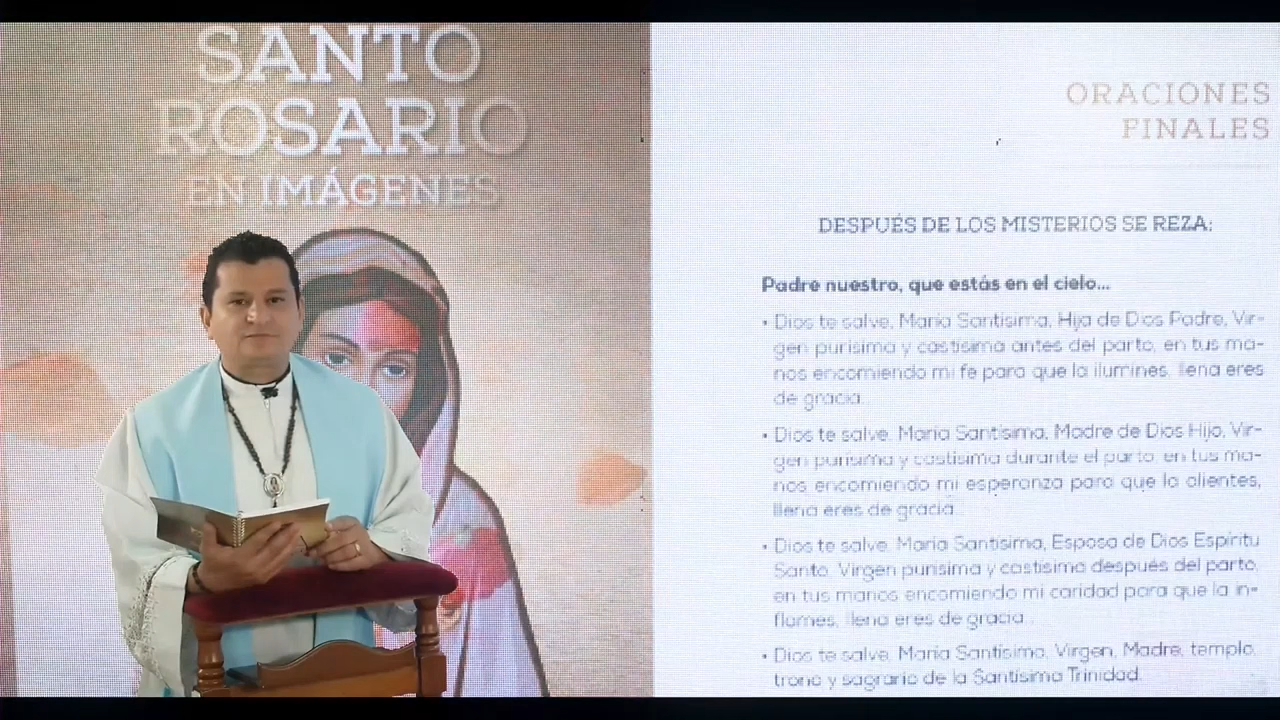 SANTO
ROSARIO
EN IMÁGENES
ORACIONES
FINALES
DESPUÉS DE LOS MISTERIOS SE REZA:
Padre nuestro, que estás en el cielo...
• Dios te salve, María Santísima, Hija de Dios Padre, Vir-
gen purísima y castísima antes del parto, en tus ma-
nos encomiendo mi fe para que la ilumines, llena eres
de gracia.
• Dios te salve, María Santísima, Madre de Dios Hijo, Vir-
gen purísima y castísima durante el parto, en tus ma-
nos encomiendo mi esperanza para que la alientes,
llena eres de gracia.
• Dios te salve, María Santísima, Esposa de Dios Espíritu
Santo, Virgen purísima y castísima después del parto,
en tus manos encomiendo mi caridad para que la in-
flames, llena eres de gracia.
• Dios te salve, María Santísima, Virgen, Madre, templo,
trono y sagrario de la Santísima Trinidad.